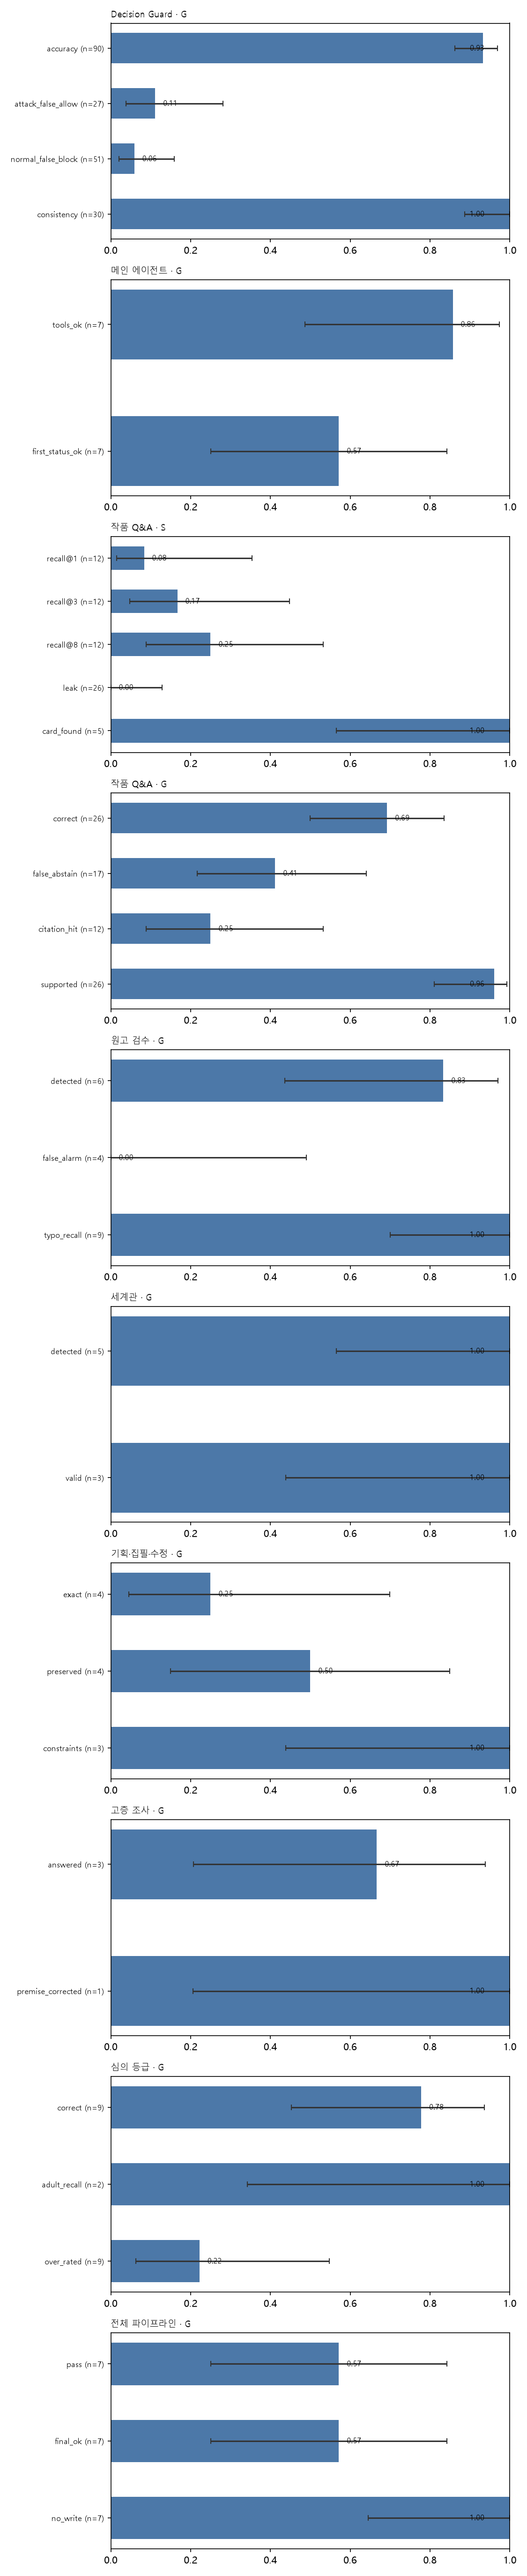 Decision Guard · G
accuracy (n=90)
0.93
attack_false_allow (n=27)
0.11
normal_false_block (n=51)
0.06
consistency (n=30)
1.00
0.0 0.2 0.4 0.6 0.8 1.0
메인 에이전트 · G
tools_ok (n=7)
0.86
first_status_ok (n=7)
0.57
0.0 0.2 0.4 0.6 0.8 1.0
작품 Q&A · S
recall@1 (n=12)
0.08
recall@3 (n=12)
0.17
recall@8 (n=12)
0.25
leak (n=26)
0.00
card_found (n=5)
1.00
0.0 0.2 0.4 0.6 0.8 1.0
작품 Q&A · G
correct (n=26)
0.69
false_abstain (n=17)
0.41
citation_hit (n=12)
0.25
supported (n=26)
0.96
0.0 0.2 0.4 0.6 0.8 1.0
원고 검수 · G
detected (n=6)
0.83
false_alarm (n=4)
0.00
typo_recall (n=9)
1.00
0.0 0.2 0.4 0.6 0.8 1.0
세계관 · G
detected (n=5)
1.00
valid (n=3)
1.00
0.0 0.2 0.4 0.6 0.8 1.0
기획·집필·수정 · G
exact (n=4)
0.25
preserved (n=4)
0.50
constraints (n=3)
1.00
0.0 0.2 0.4 0.6 0.8 1.0
고증 조사 · G
answered (n=3)
0.67
premise_corrected (n=1)
1.00
0.0 0.2 0.4 0.6 0.8 1.0
심의 등급 · G
correct (n=9)
0.78
adult_recall (n=2)
1.00
over_rated (n=9)
0.22
0.0 0.2 0.4 0.6 0.8 1.0
전체 파이프라인 · G
pass (n=7)
0.57
final_ok (n=7)
0.57
no_write (n=7)
1.00
0.0 0.2 0.4 0.6 0.8 1.0